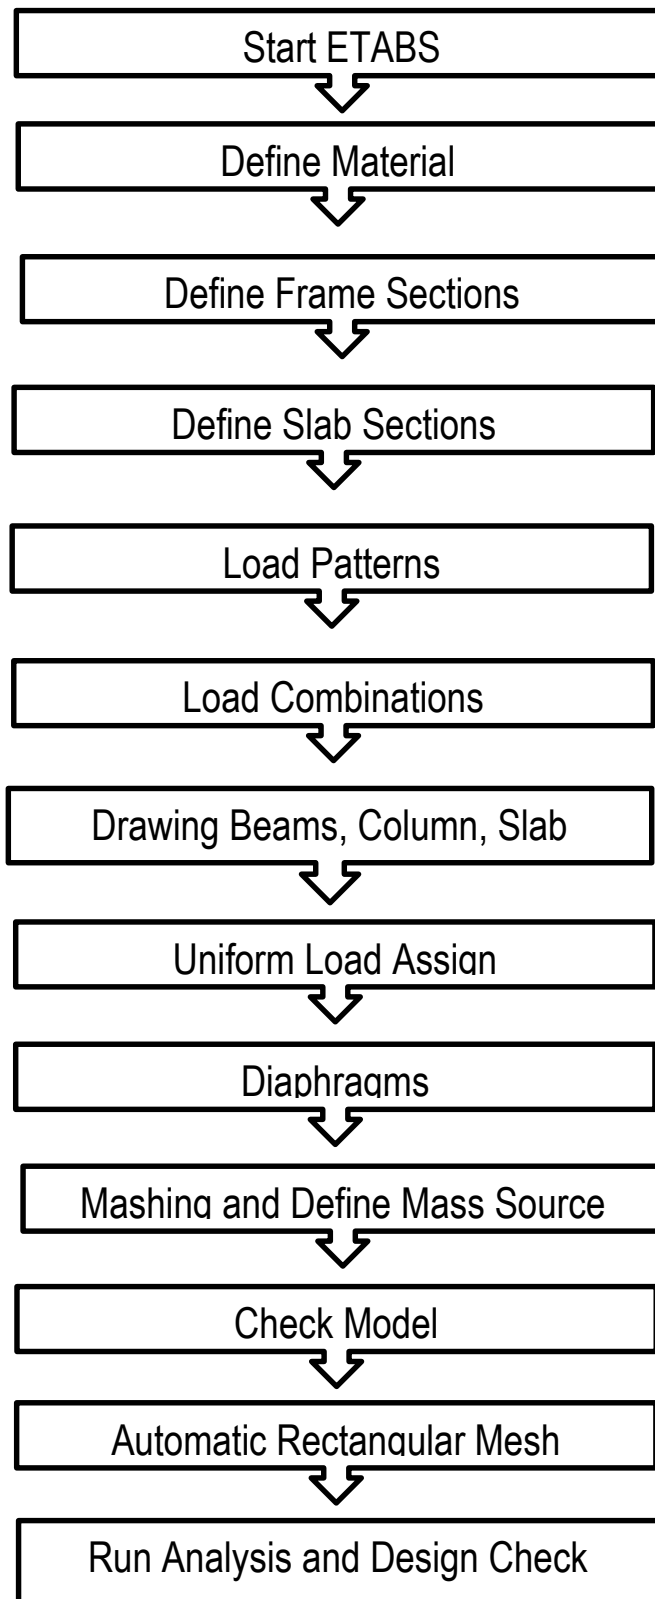 Start ETABS
Define Material
Define Frame Sections
Define Slab Sections
Load Patterns
Load Combinations
Drawing Beams, Column, Slab
Uniform Load Assign
Diaphragms
Mashing and Define Mass Source
Check Model
Automatic Rectangular Mesh
Run Analysis and Design Check